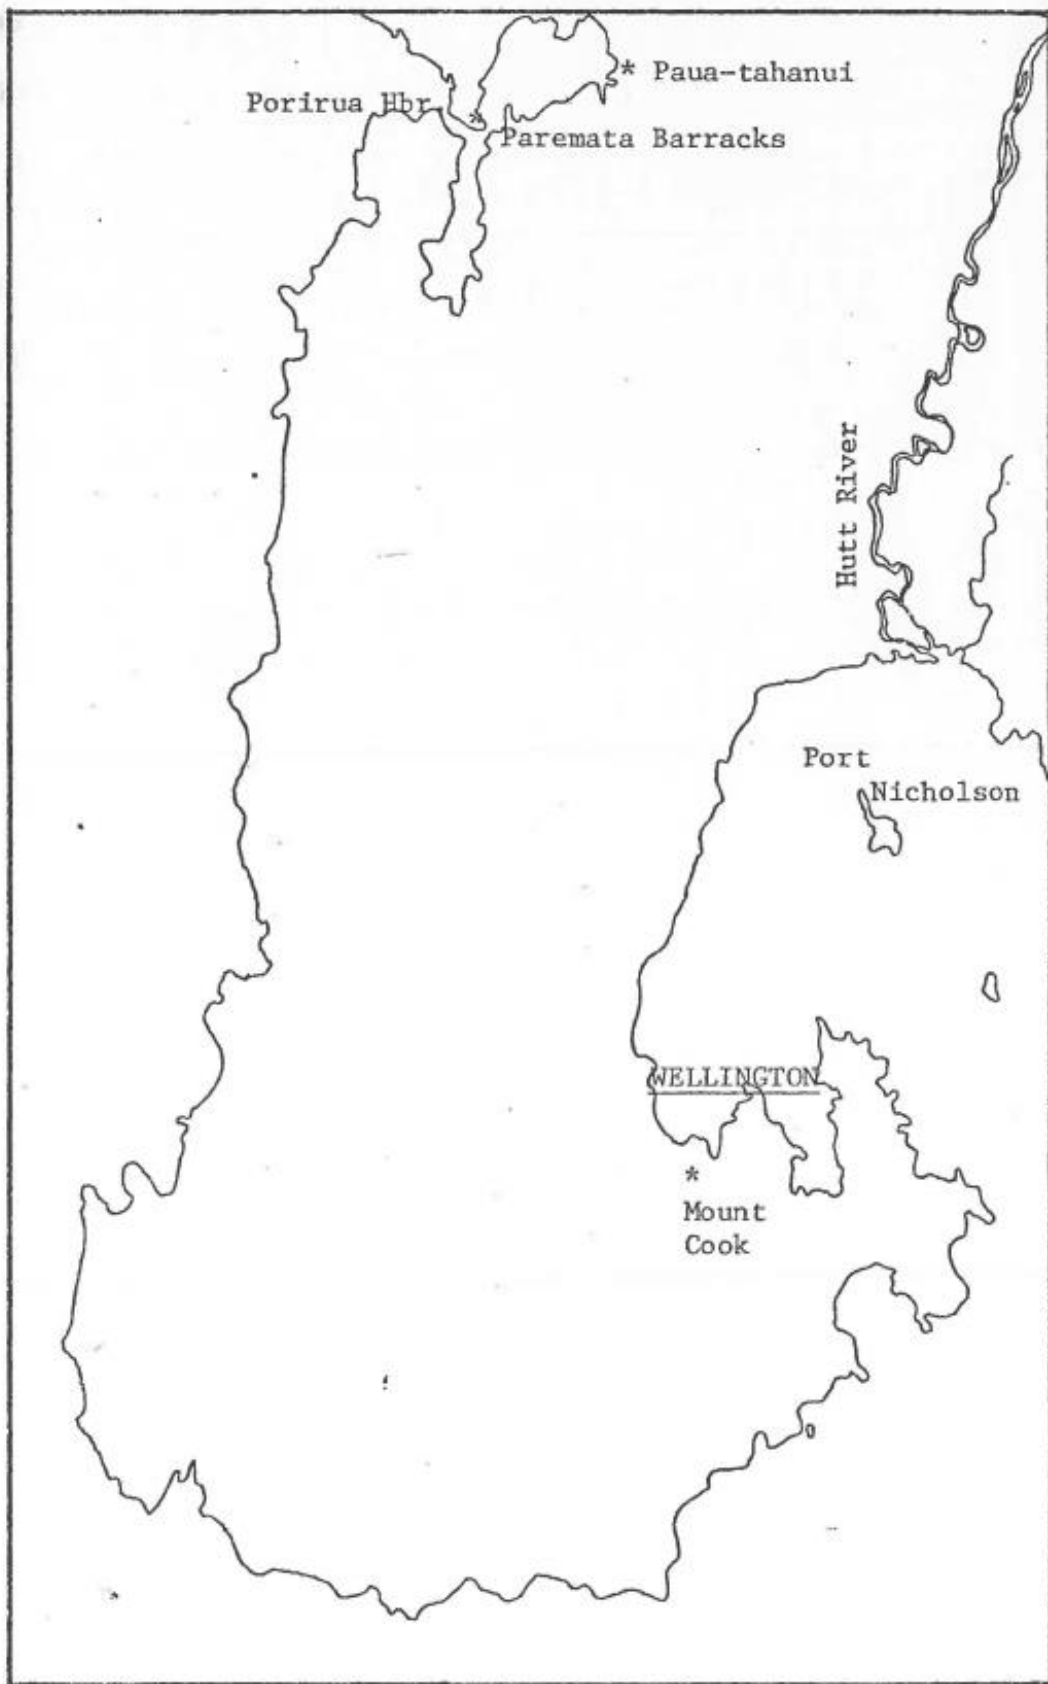 * Paua-tahanui
Porirua Hbr
*
Paremata Barracks
Hutt River
Port
Nicholson
WELLINGTON
*
Mount
Cook